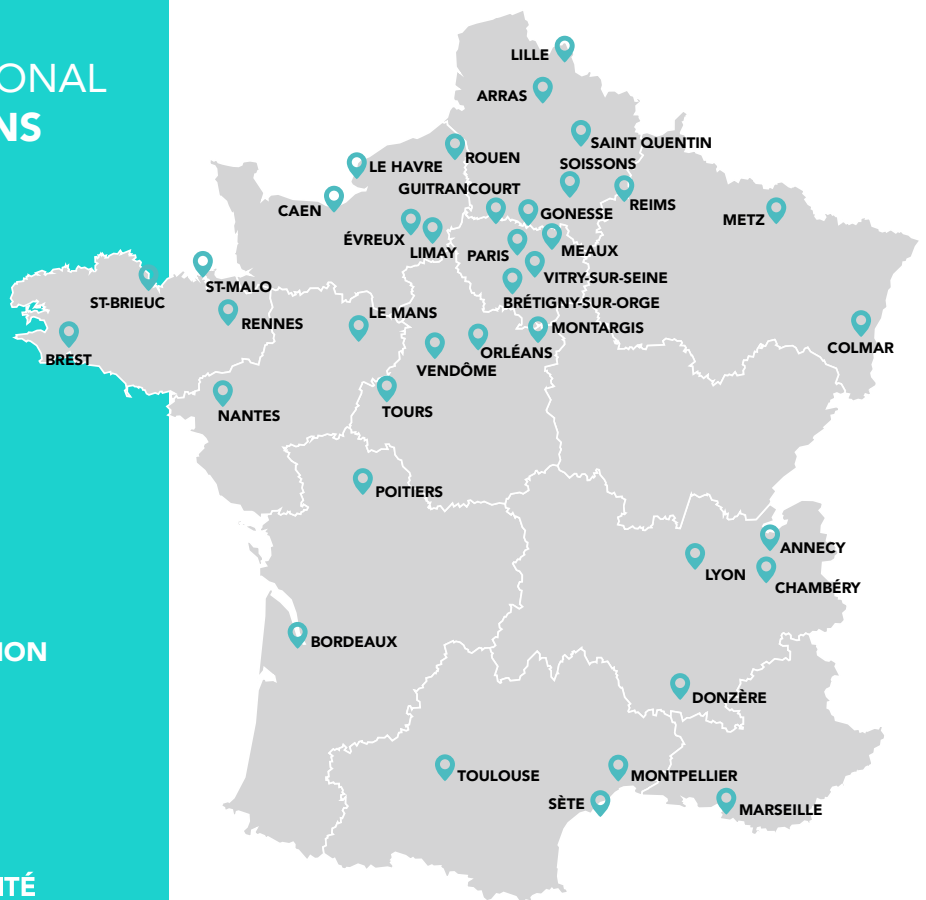 ONAL
NS
LILLE
ARRAS
SAINT QUENTIN
ROUEN
SOISSONS
LE HAVRE
GUITRANCOURT
REIMS
CAEN
GONESSE
METZ
ÉVREUX
LIMAY
PARIS
MEAUX
VITRY-SUR-SEINE
ST-MALO
ST-BRIEUC
BRÉTIGNY-SUR-ORGE
LE MANS
RENNES
MONTARGIS
COLMAR
ORLÉANS
BREST
VENDÔME
TOURS
NANTES
POITIERS
ANNECY
LYON
CHAMBÉRY
BORDEAUX
ION
DONZÈRE
TOULOUSE
MONTPELLIER
SÈTE
MARSEILLE
ITÉ